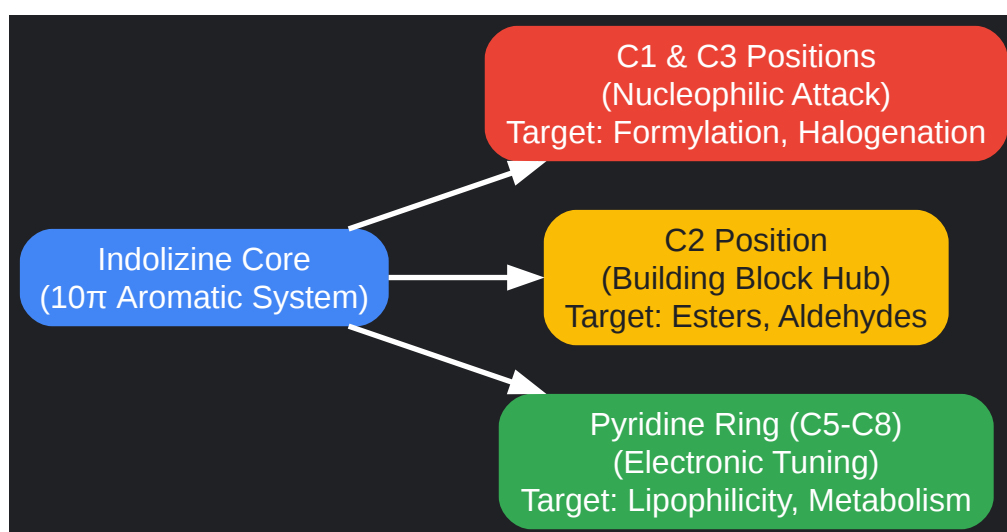 C1 & C3 Positions
(Nucleophilic Attack)
Target: Formylation, Halogenation
Indolizine Core
(10π Aromatic System)
C2 Position
(Building Block Hub)
Target: Esters, Aldehydes
Pyridine Ring (C5-C8)
(Electronic Tuning)
Target: Lipophilicity, Metabolism